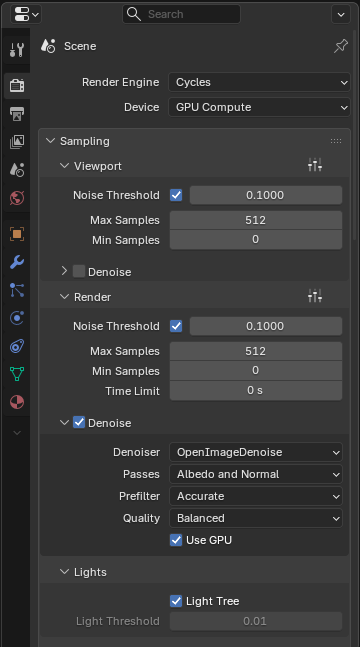 Search
Scene
Render Engine Cycles
Device GPU Compute
Sampling
Viewport
Noise Threshold 0.1000
Max Samples 512
Min Samples 0
Denoise
Render
Noise Threshold 0.1000
Max Samples 512
Min Samples 0
Time Limit 0 s
Denoise
Denoiser OpenImageDenoise
Passes Albedo and Normal
Prefilter Accurate
Quality Balanced
Use GPU
Lights
Light Tree
Light Threshold 0.01